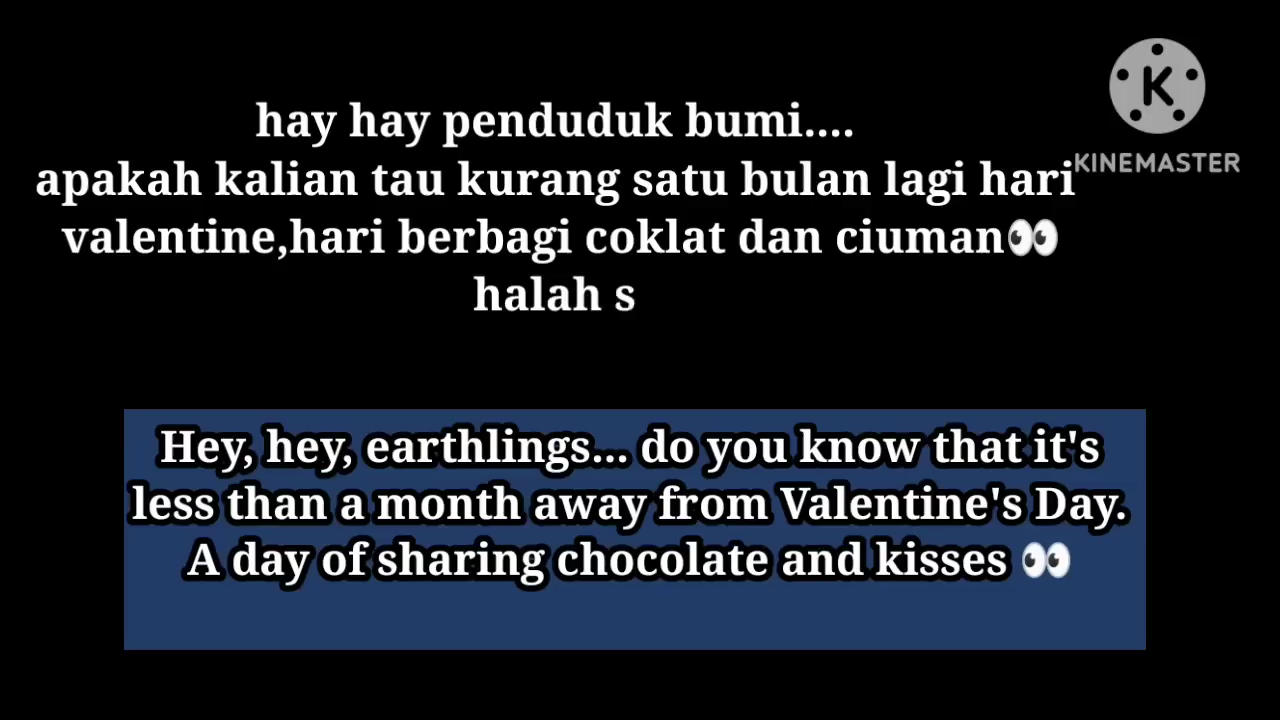 hay hay penduduk bumi....
apakah kalian tau kurang satu bulan lagi hari
valentine,hari berbagi coklat dan ciuman👀
halah s
KINEMASTER
Hey, hey, earthlings... do you know that it's
less than a month away from Valentine's Day.
A day of sharing chocolate and kisses 👀